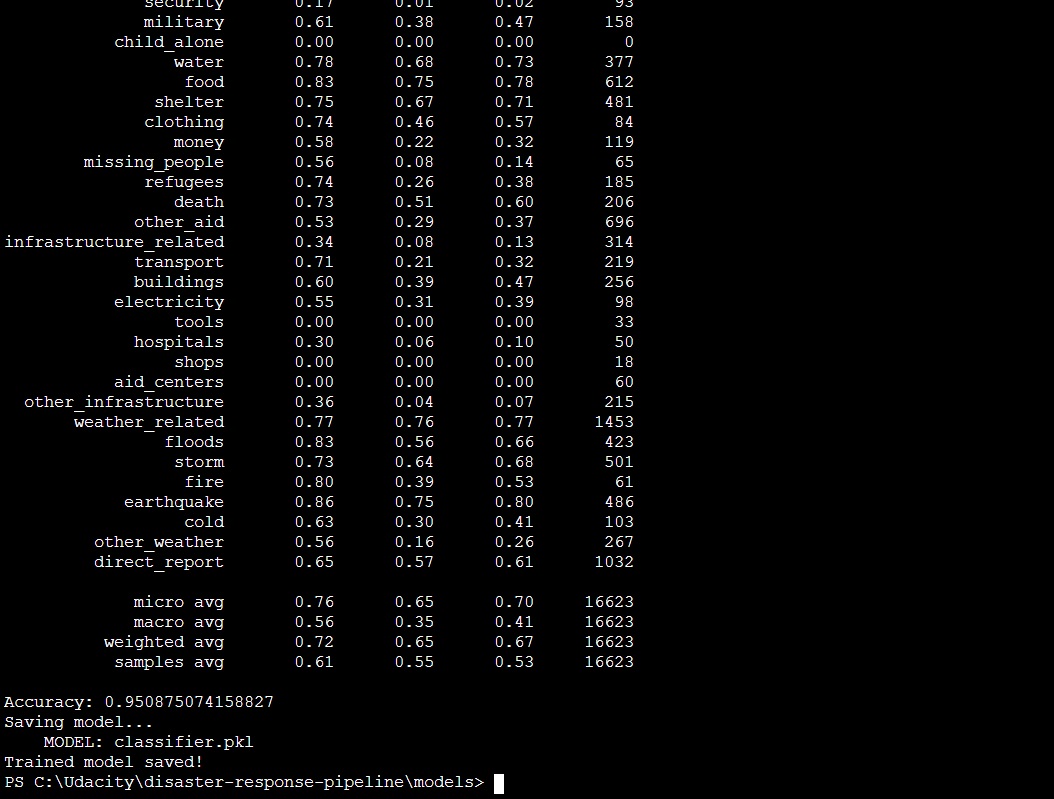 security 0.17 0.01 0.02 93
military 0.61 0.38 0.47 158
child_alone 0.00 0.00 0.00 0
water 0.78 0.68 0.73 377
food 0.83 0.75 0.78 612
shelter 0.75 0.67 0.71 481
clothing 0.74 0.46 0.57 84
money 0.58 0.22 0.32 119
missing_people 0.56 0.08 0.14 65
refugees 0.74 0.26 0.38 185
death 0.73 0.51 0.60 206
other_aid 0.53 0.29 0.37 696
infrastructure_related 0.34 0.08 0.13 314
transport 0.71 0.21 0.32 219
buildings 0.60 0.39 0.47 256
electricity 0.55 0.31 0.39 98
tools 0.00 0.00 0.00 33
hospitals 0.30 0.06 0.10 50
shops 0.00 0.00 0.00 18
aid_centers 0.00 0.00 0.00 60
other_infrastructure 0.36 0.04 0.07 215
weather_related 0.77 0.76 0.77 1453
floods 0.83 0.56 0.66 423
storm 0.73 0.64 0.68 501
fire 0.80 0.39 0.53 61
earthquake 0.86 0.75 0.80 486
cold 0.63 0.30 0.41 103
other_weather 0.56 0.16 0.26 267
direct_report 0.65 0.57 0.61 1032
micro avg 0.76 0.65 0.70 16623
macro avg 0.56 0.35 0.41 16623
weighted avg 0.72 0.65 0.67 16623
samples avg 0.61 0.55 0.53 16623
Accuracy: 0.950875074158827
Saving model...
MODEL: classifier.pkl
Trained model saved!
PS C:\Udacity\disaster-response-pipeline\models>